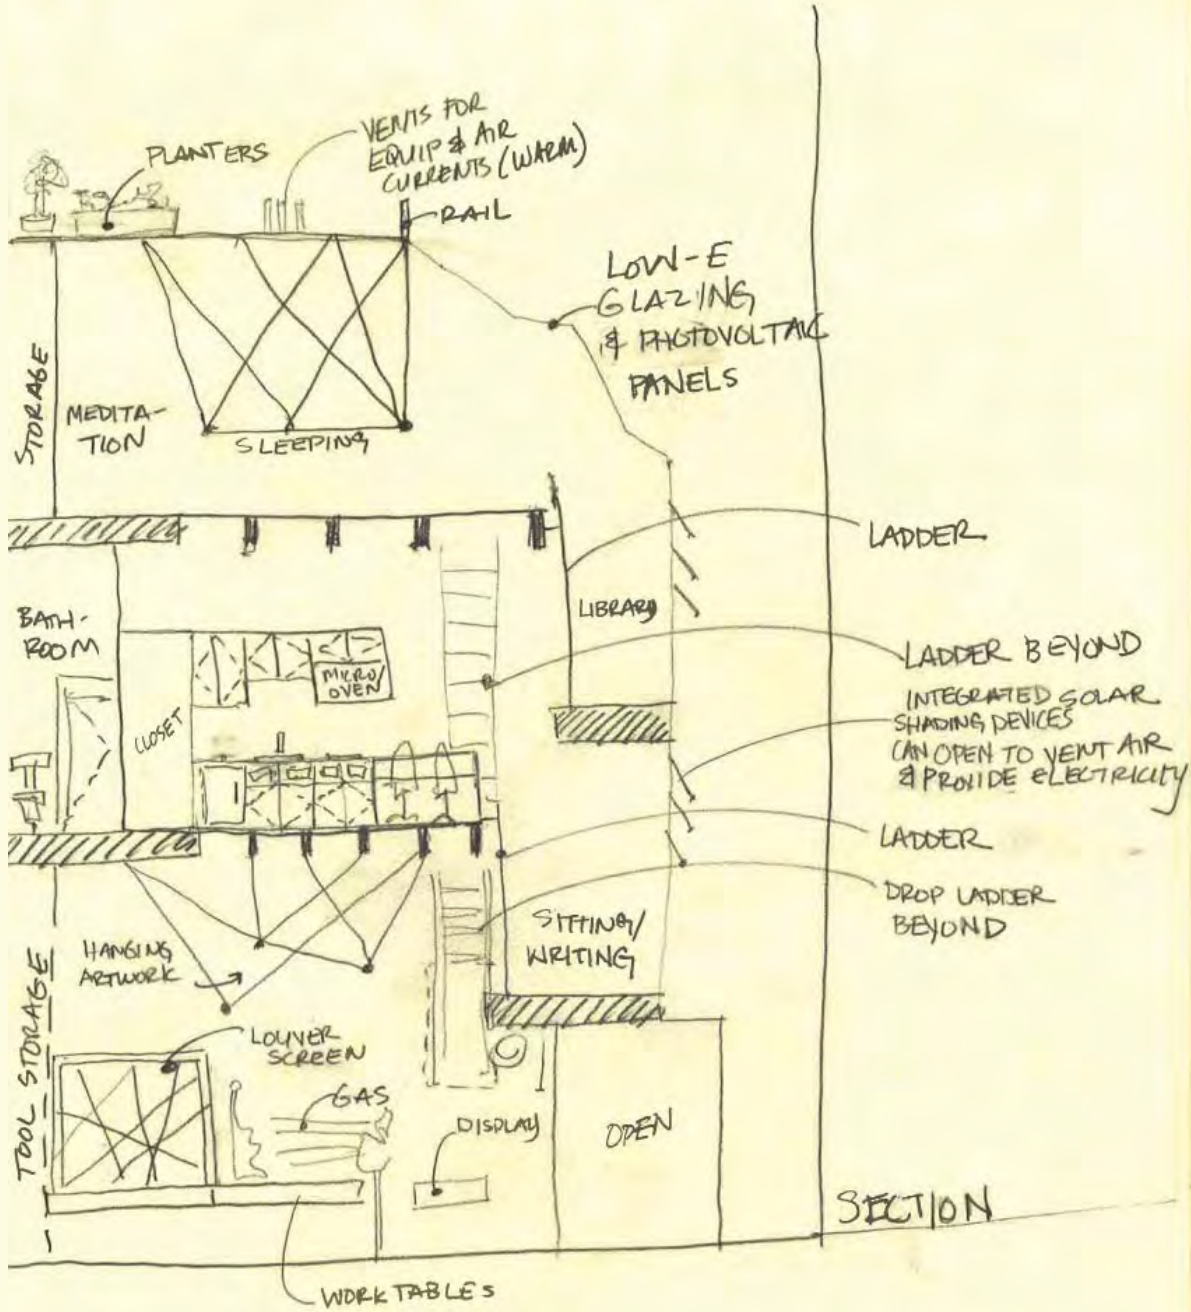 VENTS FOR
EQUIP & AIR
CURRENTS (WARM)
PLANTERS
RAIL
LOW-E
GLAZING
& PHOTOVOLTAIC
PANELS
STORAGE
MEDITA-
TION
SLEEPING
LADDER
LIBRARY
BATH-
ROOM
MICRO/
OVEN
CLOSET
LADDER BEYOND
INTEGRATED SOLAR
SHADING DEVICES
CAN OPEN TO VENT AIR
& PROVIDE ELECTRICITY
LADDER
DROP LADDER
BEYOND
SITTING/
WRITING
HANGING
ARTWORK
TOOL STORAGE
LOUVER
SCREEN
GAS
DISPLAY
OPEN
SECTION
WORK TABLES